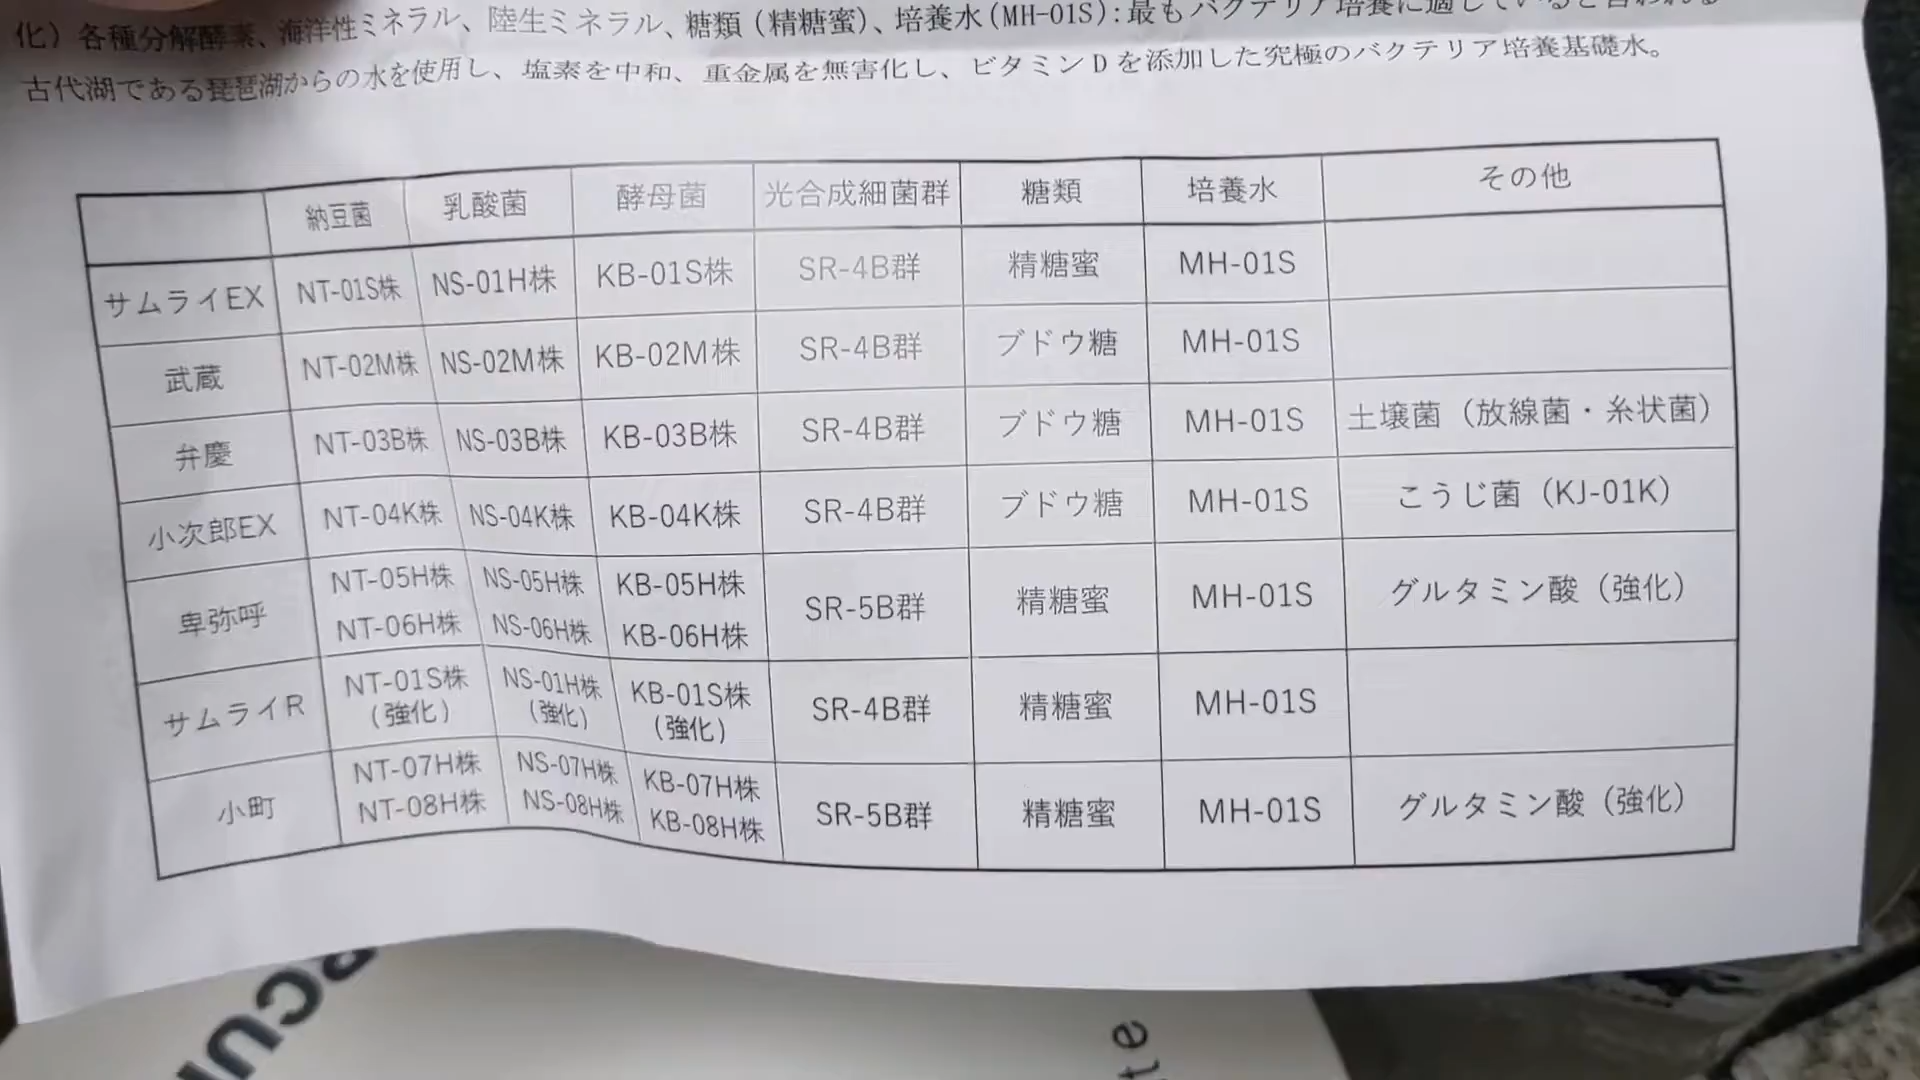 化）各種分解酵素、海洋性ミネラル、陸生ミネラル、糖類（精糖蜜）、培養水(MH-01S):最もバクテリア培養に適していると言われる
古代湖である琵琶湖からの水を使用し、塩素を中和、重金属を無害化し、ビタミンDを添加した究極のバクテリア培養基礎水。
納豆菌 乳酸菌 酵母菌 光合成細菌群 糖類 培養水 その他
サムライEX NT-01S株 NS-01H株 KB-01S株 SR-4B群 精糖蜜 MH-01S
武蔵 NT-02M株 NS-02M株 KB-02M株 SR-4B群 ブドウ糖 MH-01S
弁慶 NT-03B株 NS-03B株 KB-03B株 SR-4B群 ブドウ糖 MH-01S 土壌菌（放線菌・糸状菌）
小次郎EX NT-04K株 NS-04K株 KB-04K株 SR-4B群 ブドウ糖 MH-01S こうじ菌（KJ-01K）
NT-05H株 NS-05H株 KB-05H株
卑弥呼 SR-5B群 精糖蜜 MH-01S グルタミン酸（強化）
NT-06H株 NS-06H株 KB-06H株
NT-01S株 NS-01H株 KB-01S株
サムライR SR-4B群 精糖蜜 MH-01S
（強化） （強化） （強化）
NT-07H株 NS-07H株 KB-07H株
小町 SR-5B群 精糖蜜 MH-01S グルタミン酸（強化）
NT-08H株 NS-08H株 KB-08H株